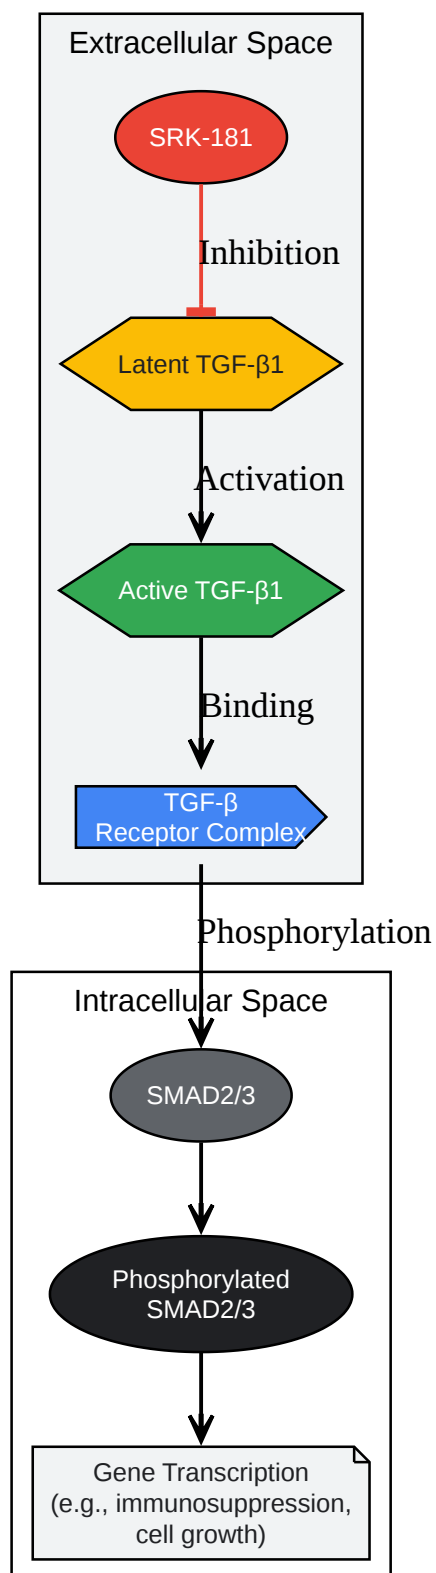 Extracellular Space
SRK-181
Inhibition
Latent TGF-β1
Activation
Active TGF-β1
Binding
TGF-β
Receptor Complex
Phosphorylation
Intracellular Space
SMAD2/3
Phosphorylated
SMAD2/3
Gene Transcription
(e.g., immunosuppression,
cell growth)